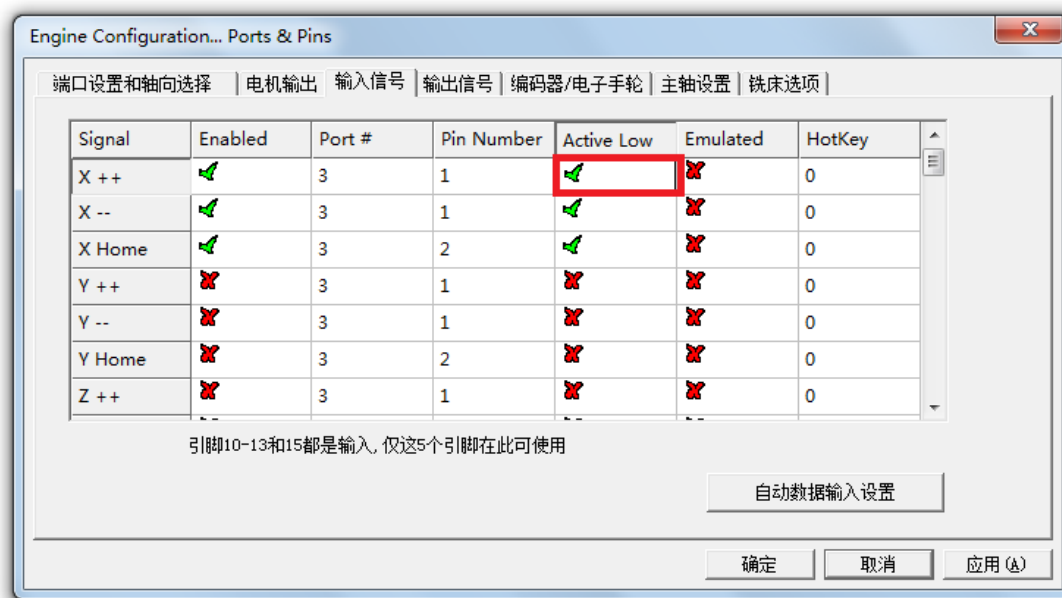 Engine Configuration... Ports & Pins
端口设置和轴向选择 电机输出 输入信号 输出信号 编码器/电子手轮 主轴设置 铣床选项
Signal Enabled Port # Pin Number Active Low Emulated HotKey
X ++ 3 1 0
X -- 3 1 0
X Home 3 2 0
Y ++ 3 1 0
Y -- 3 1 0
Y Home 3 2 0
Z ++ 3 1 0
引脚10-13和15都是输入,仅这5个引脚在此可使用
自动数据输入设置
确定 取消 应用(A)